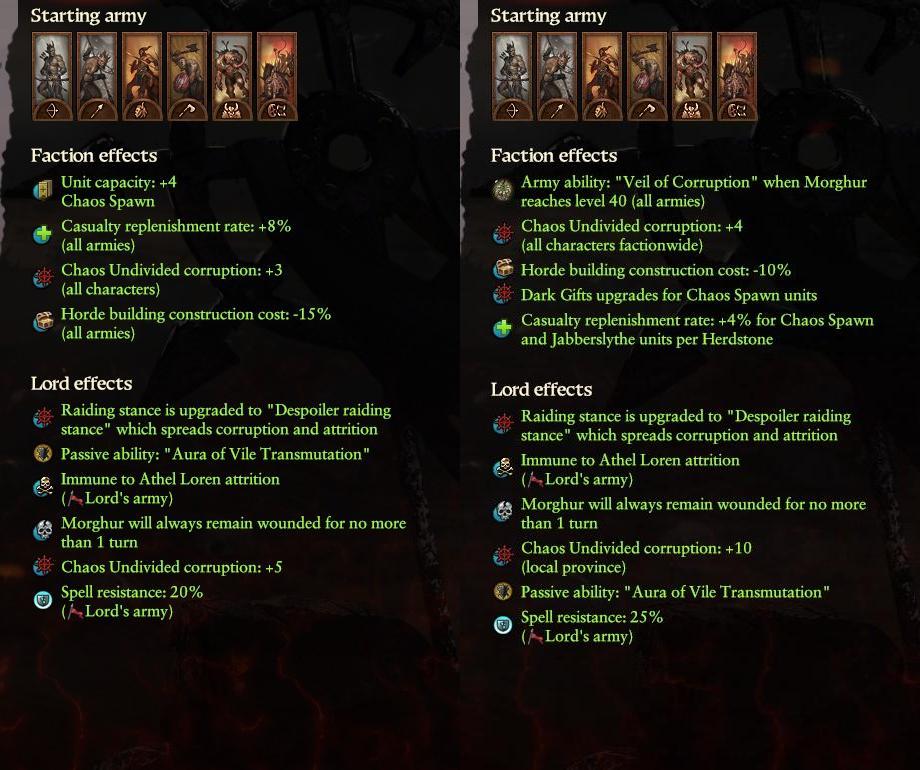 Starting army
Faction effects
Unit capacity: +4
Chaos Spawn
Casualty replenishment rate: +8%
(all armies)
Chaos Undivided corruption: +3
(all characters)
Horde building construction cost: -15%
(all armies)
Lord effects
Raiding stance is upgraded to "Despoiler raiding
stance" which spreads corruption and attrition
Passive ability: "Aura of Vile Transmutation"
Immune to Athel Loren attrition
(Lord's army)
Morghur will always remain wounded for no more
than 1 turn
Chaos Undivided corruption: +5
Spell resistance: 20%
(Lord's army)
Starting army
Faction effects
Army ability: "Veil of Corruption" when Morghur
reaches level 40 (all armies)
Chaos Undivided corruption: +4
(all characters factionwide)
Horde building construction cost: -10%
Dark Gifts upgrades for Chaos Spawn units
Casualty replenishment rate: +4% for Chaos Spawn
and Jabberslythe units per Herdstone
Lord effects
Raiding stance is upgraded to "Despoiler raiding
stance" which spreads corruption and attrition
Immune to Athel Loren attrition
(Lord's army)
Morghur will always remain wounded for no more
than 1 turn
Chaos Undivided corruption: +10
(local province)
Passive ability: "Aura of Vile Transmutation"
Spell resistance: 25%
(Lord's army)